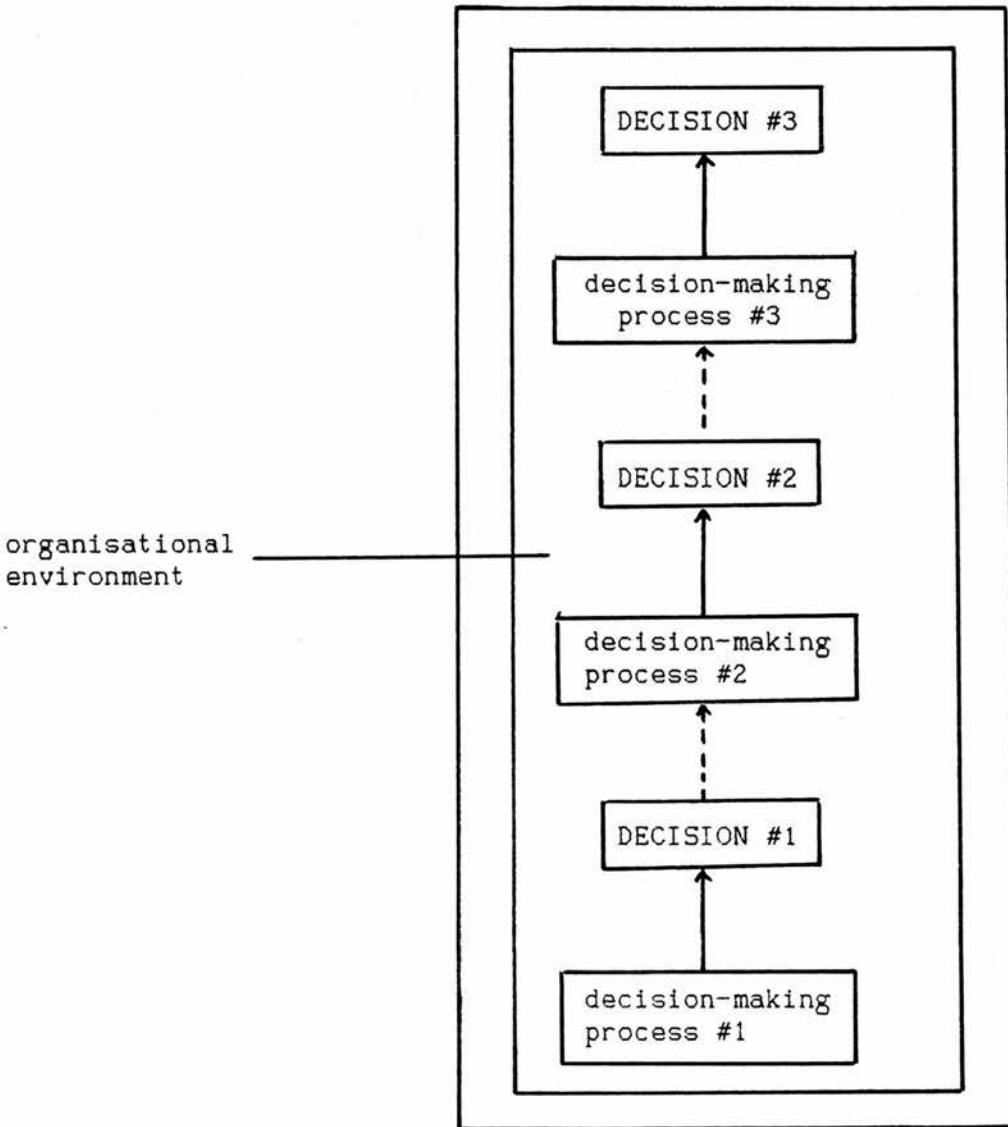 DECISION #3
decision-making
process #3
DECISION #2
organisational
environment
decision-making
process #2
DECISION #1
decision-making
process #1